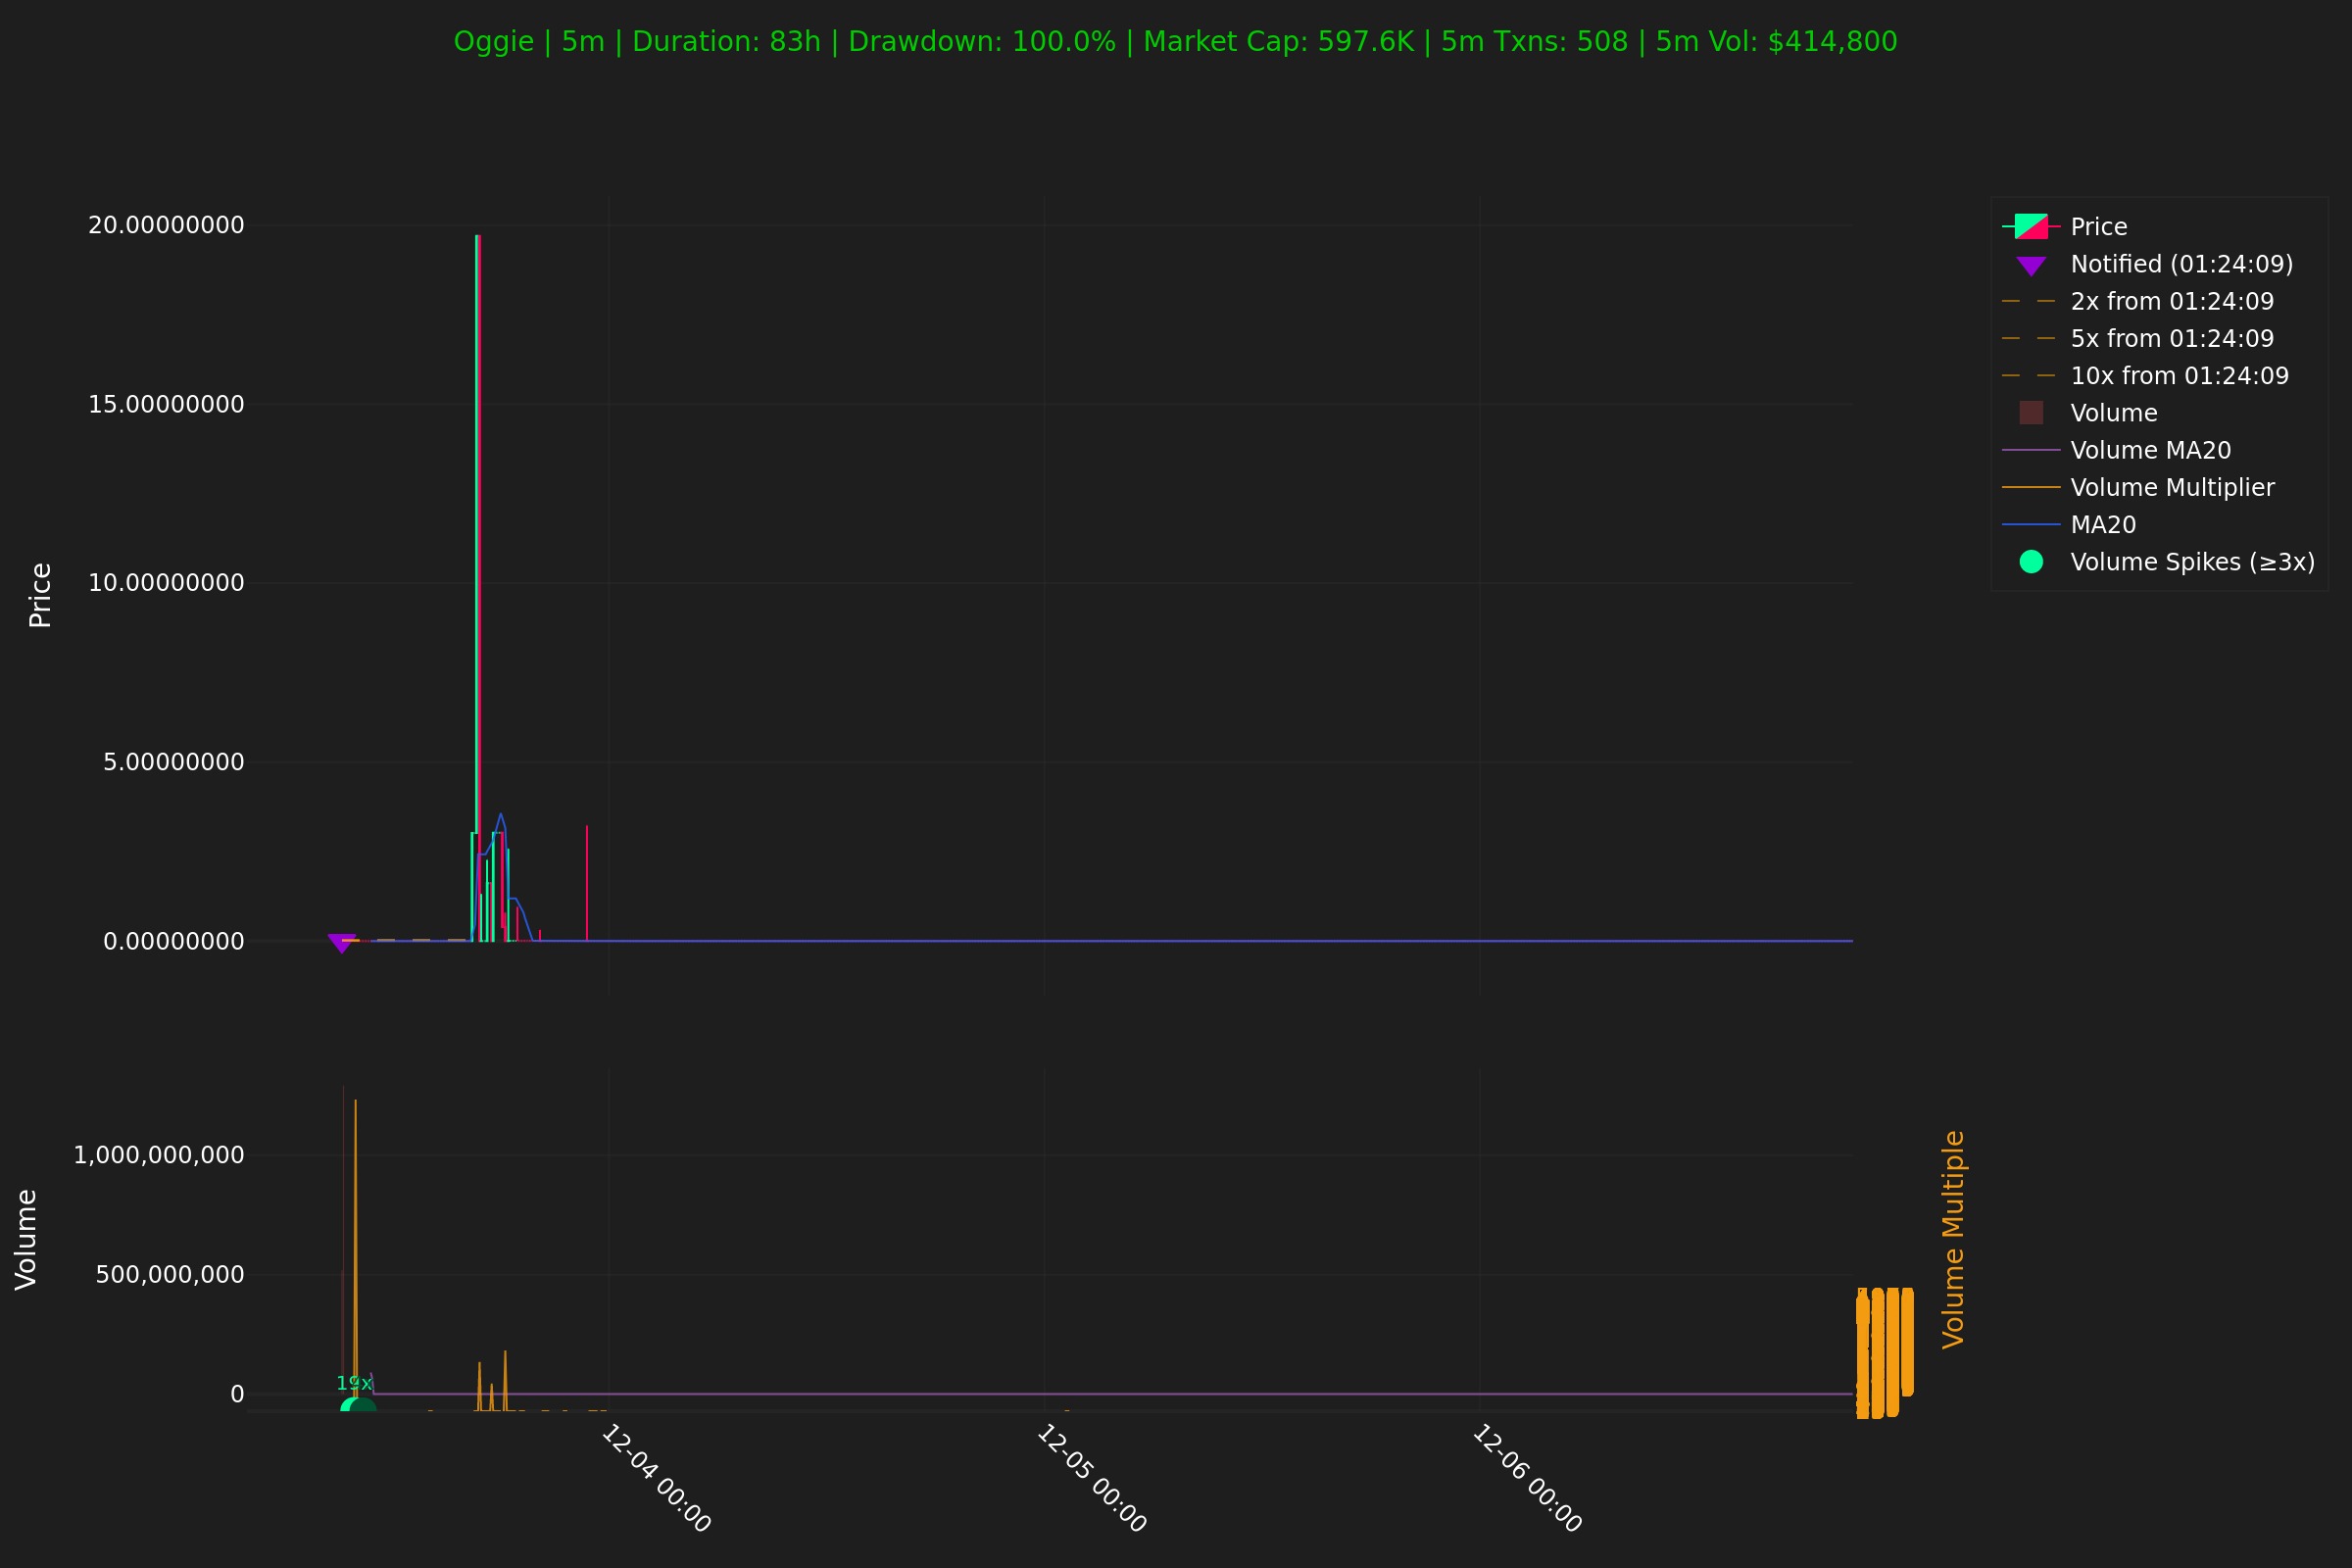 Oggie | 5m | Duration: 83h | Drawdown: 100.0% | Market Cap: 597.6K | 5m Txns: 508 | 5m Vol: $414,800
Price
20.00000000
15.00000000
10.00000000
5.00000000
0.00000000
Price
Notified (01:24:09)
2x from 01:24:09
5x from 01:24:09
10x from 01:24:09
Volume
Volume MA20
Volume Multiplier
MA20
Volume Spikes (≥3x)
Volume
1,000,000,000
500,000,000
0
19x
Volume Multiple
12-04 00:00
12-05 00:00
12-06 00:00